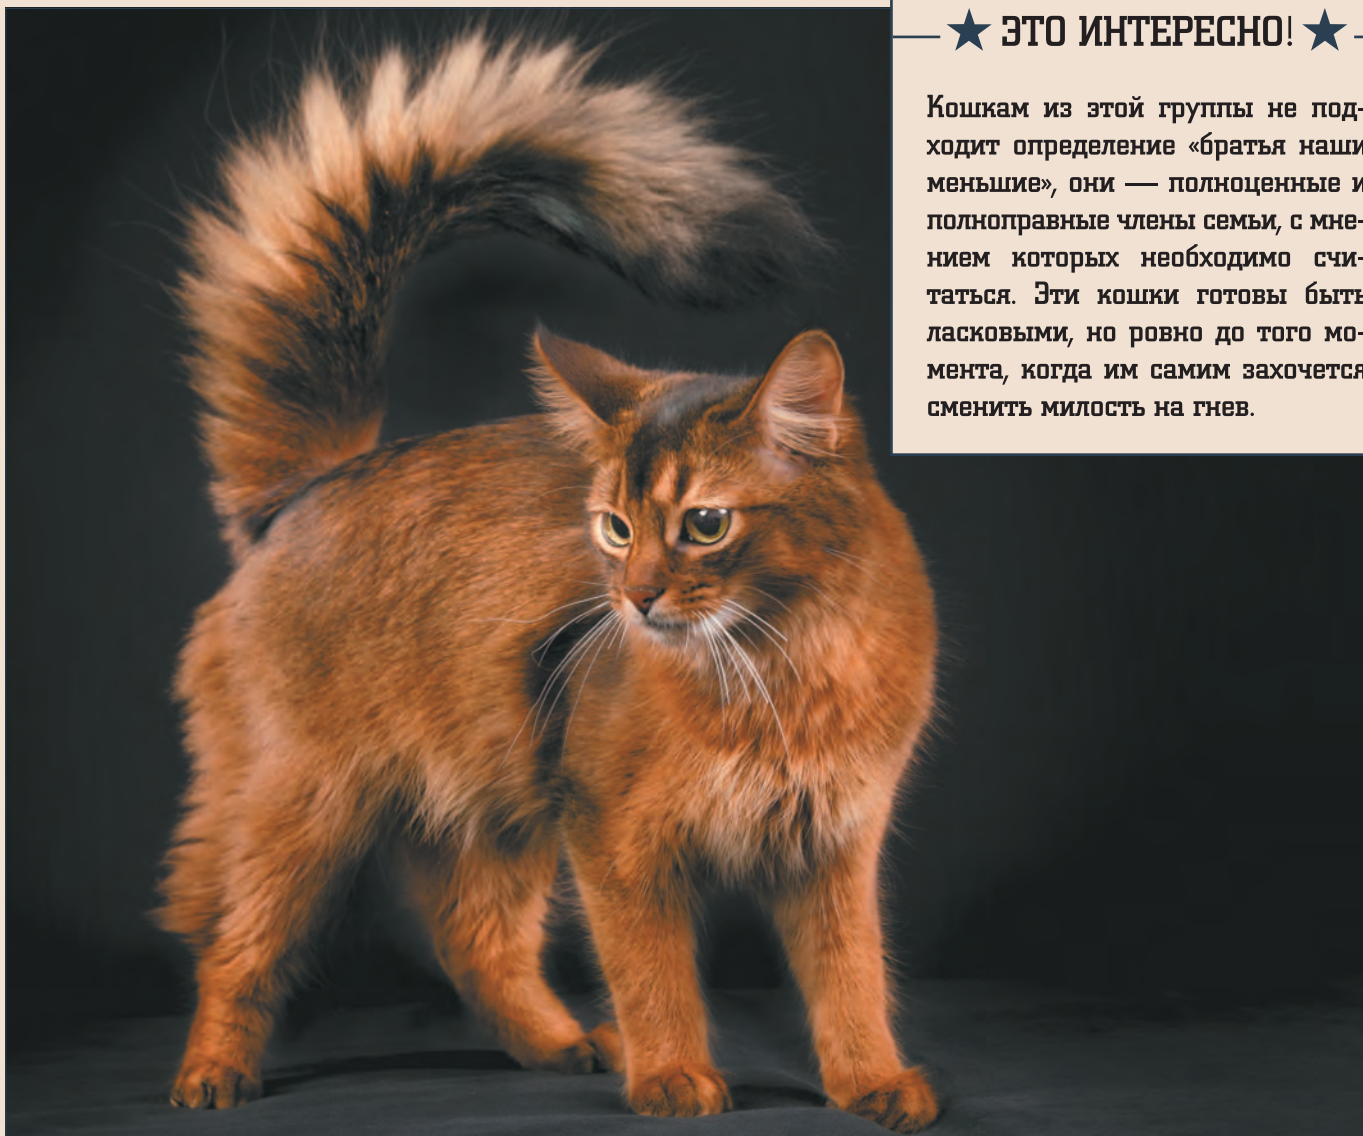 ЭТО ИНТЕРЕСНО!
Кошкам из этой группы не под-
ходит определение «братья наши
меньшие», они — полноценные и
полноправные члены семьи, с мне-
нием которых необходимо счи-
таться. Эти кошки готовы быть
ласковыми, но ровно до того мо-
мента, когда им самим захочется
сменить милость на гнев.